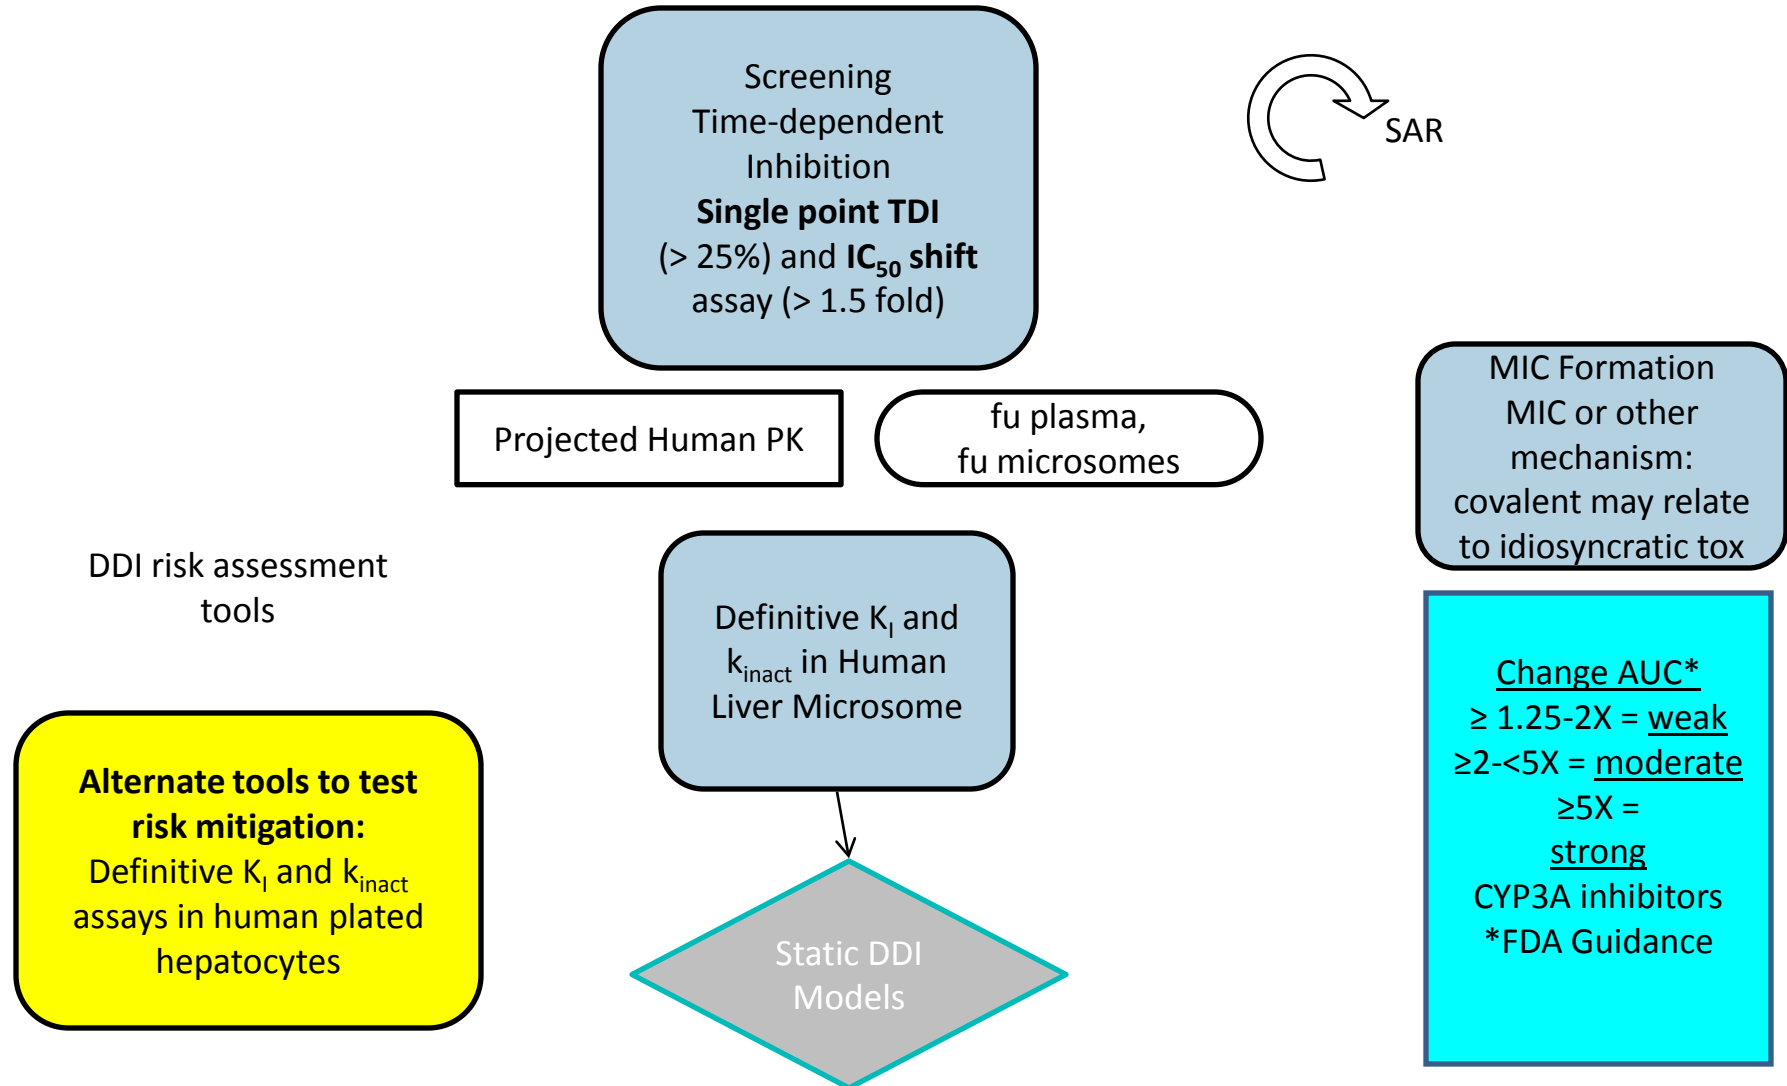 Screening
Time-dependent
Inhibition
Single point TDI
(> 25%) and IC50 shift
assay (> 1.5 fold)
SAR
Projected Human PK
fu plasma,
fu microsomes
MIC Formation
MIC or other
mechanism:
covalent may relate
to idiosyncratic tox
DDI risk assessment
tools
Definitive KI and
kinact in Human
Liver Microsome
Alternate tools to test
risk mitigation:
Definitive KI and kinact
assays in human plated
hepatocytes
Static DDI
Models
Change AUC*
≥ 1.25-2X = weak
≥2-<5X = moderate
≥5X =
strong
CYP3A inhibitors
*FDA Guidance